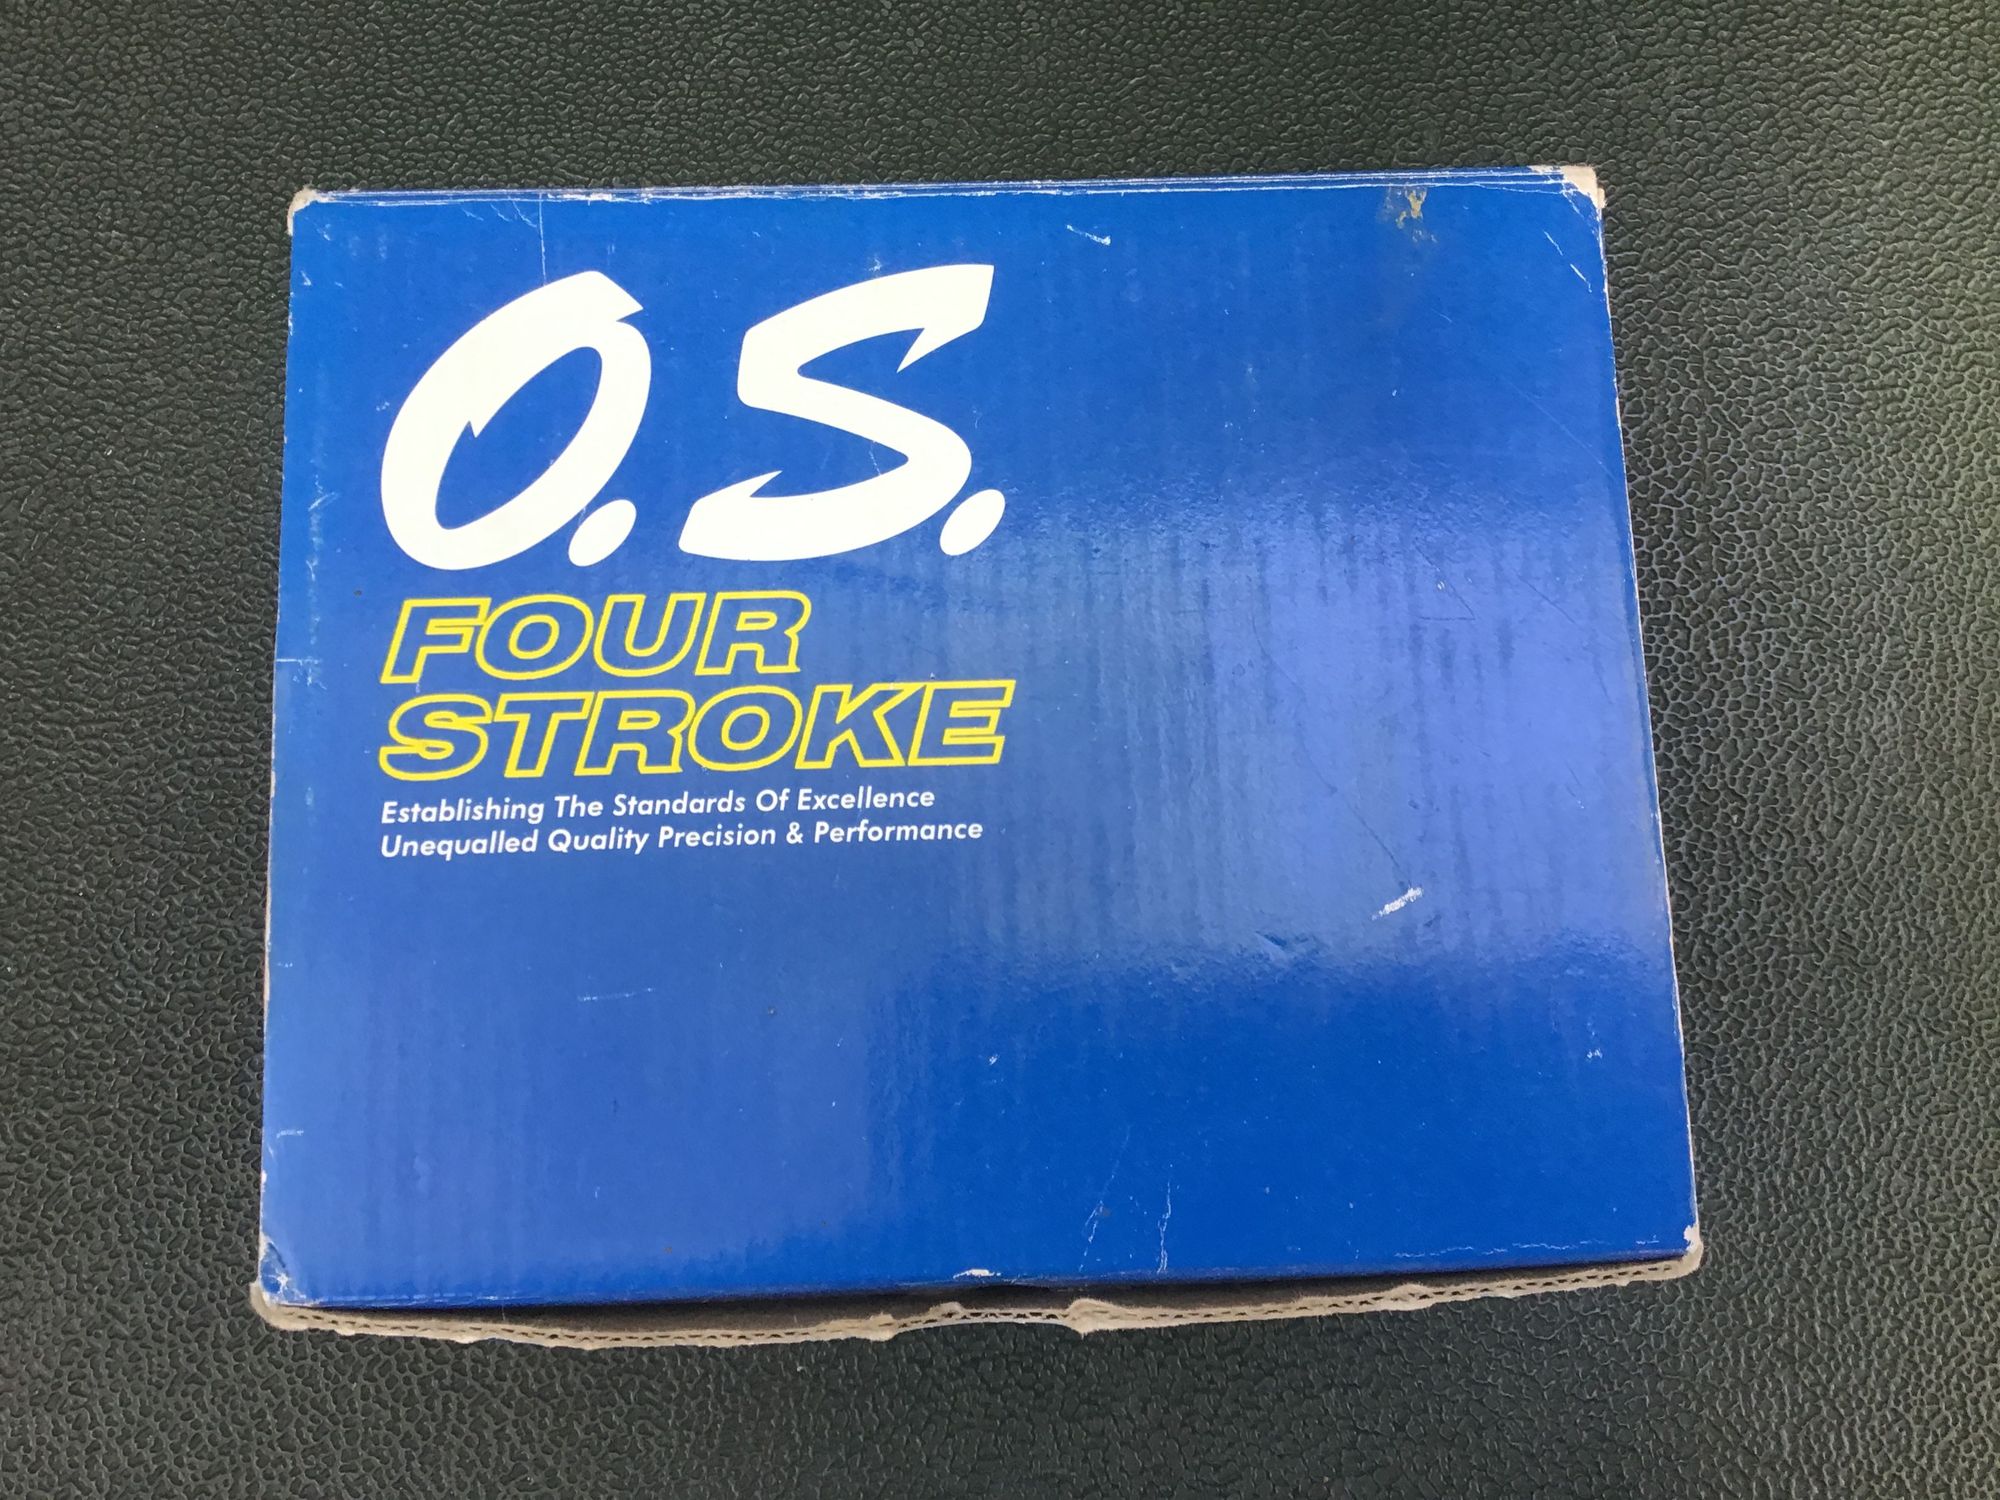 O.S.
FOUR
STROKE
Establishing The Standards Of Excellence
Unequalled Quality Precision & Performance